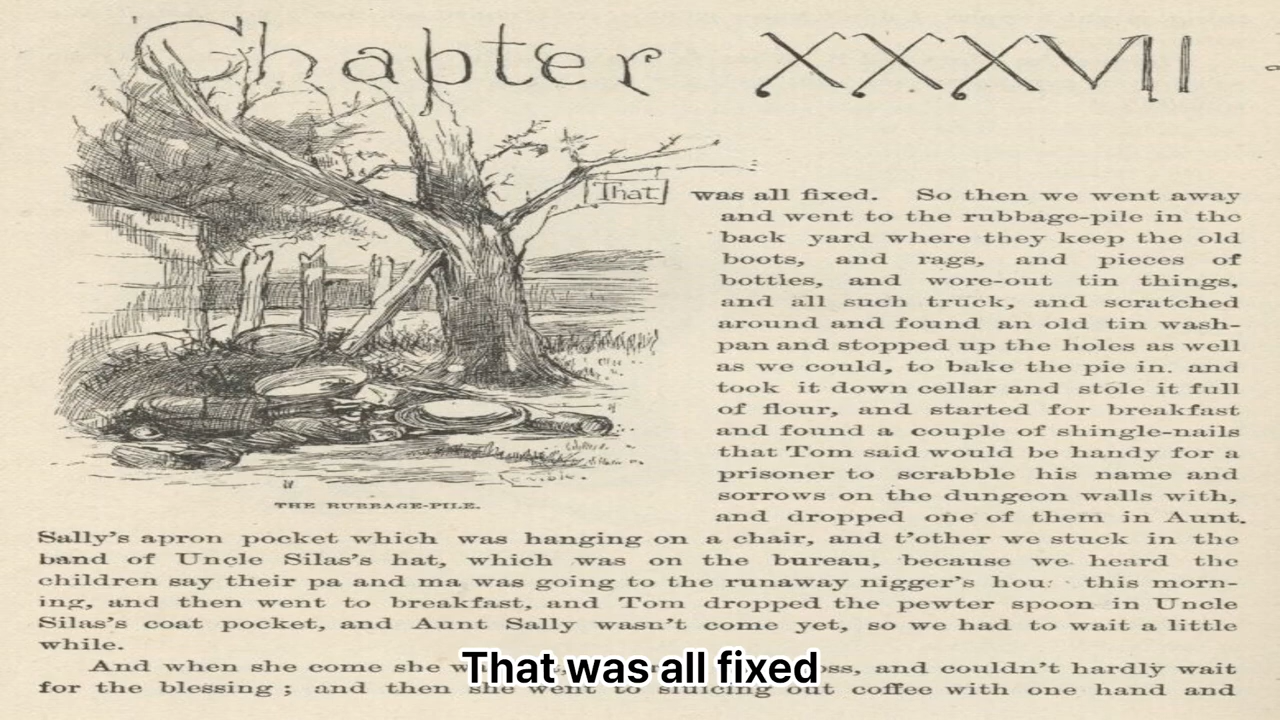 Chapter XXXVII
That was all fixed. So then we went away
and went to the rubbage-pile in the
back yard where they keep the old
boots, and rags, and pieces of
bottles, and wore-out tin things,
and all such truck, and scratched
around and found an old tin wash-
pan and stopped up the holes as well
as we could, to bake the pie in. and
took it down cellar and stole it full
of flour, and started for breakfast
and found a couple of shingle-nails
that Tom said would be handy for a
prisoner to scrabble his name and
sorrows on the dungeon walls with,
and dropped one of them in Aunt.
THE RUBBAGE-PILE.
Sally's apron pocket which was hanging on a chair, and t'other we stuck in the
band of Uncle Silas's hat, which was on the bureau, because we heard the
children say their pa and ma was going to the runaway nigger's this morn-
ing, and then went to breakfast, and Tom dropped the pewter spoon in Uncle
Silas's coat pocket, and Aunt Sally wasn't come yet, so we had to wait a little
while.
And when she come she and couldn't hardly wait
for the blessing ; and then she went to sluicing out coffee with one hand and
That was all fixed